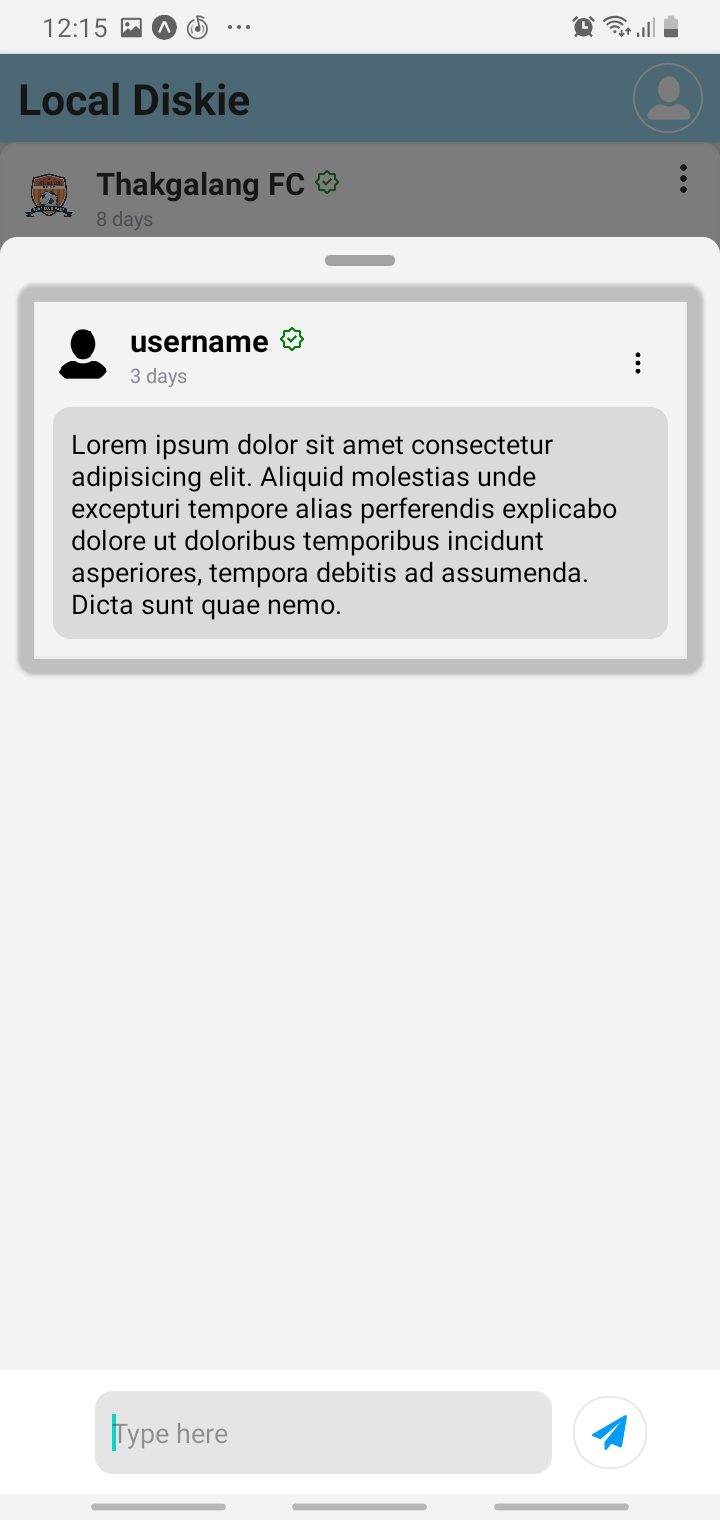 12:15
Local Diskie
Thakgalang FC
8 days
username
3 days
Lorem ipsum dolor sit amet consectetur
adipisicing elit. Aliquid molestias unde
excepturi tempore alias perferendis explicabo
dolore ut doloribus temporibus incidunt
asperiores, tempora debitis ad assumenda.
Dicta sunt quae nemo.
Type here